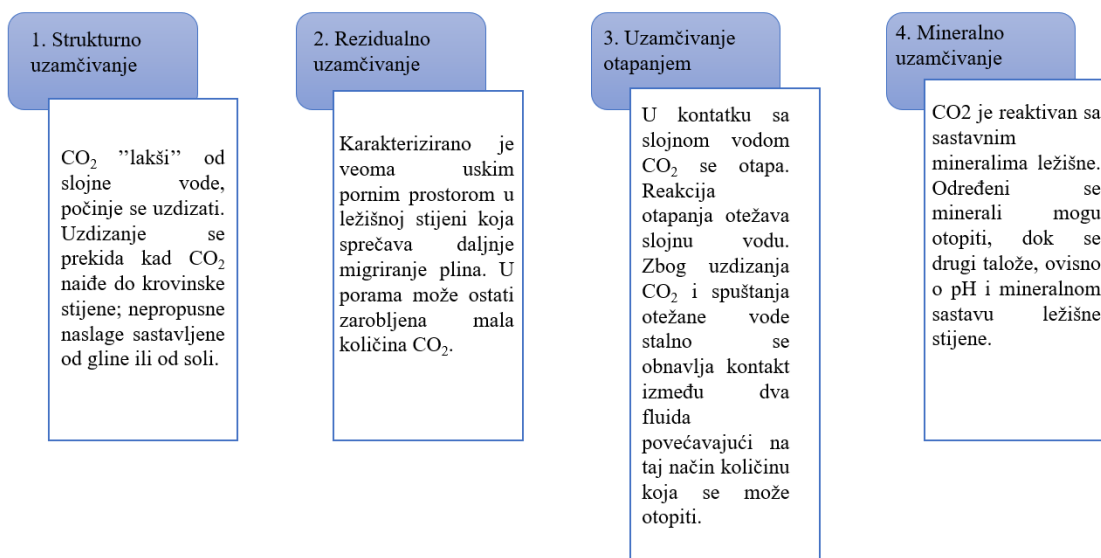 1. Strukturno
uzamčivanje
CO₂ ’’lakši’’ od
slojne vode,
počinje se uzdizati.
Uzdizanje se
prekida kad CO₂
naiđe do krovinske
stijene; nepropusne
naslage sastavljene
od gline ili od soli.
2. Rezidualno
uzamčivanje
Karakterizirano je
veoma uskim
pornim prostorom u
ležišnoj stijeni koja
sprečava daljnje
migriranje plina. U
porama može ostati
zarobljena mala
količina CO₂.
3. Uzamčivanje
otapanjem
U kontatku sa
slojnom vodom
CO₂ se otapa.
Reakcija
otapanja otežava
slojnu vodu.
Zbog uzdizanja
CO₂ i spuštanja
otežane vode
stalno se
obnavlja kontakt
između dva
fluida
povećavajući na
taj način količinu
koja se može
otopiti.
4. Mineralno
uzamčivanje
CO2 je reaktivan sa
sastavnim
mineralima ležišne.
Određeni se
minerali mogu
otopiti, dok se
drugi talože, ovisno
o pH i mineralnom
sastavu ležišne
stijene.